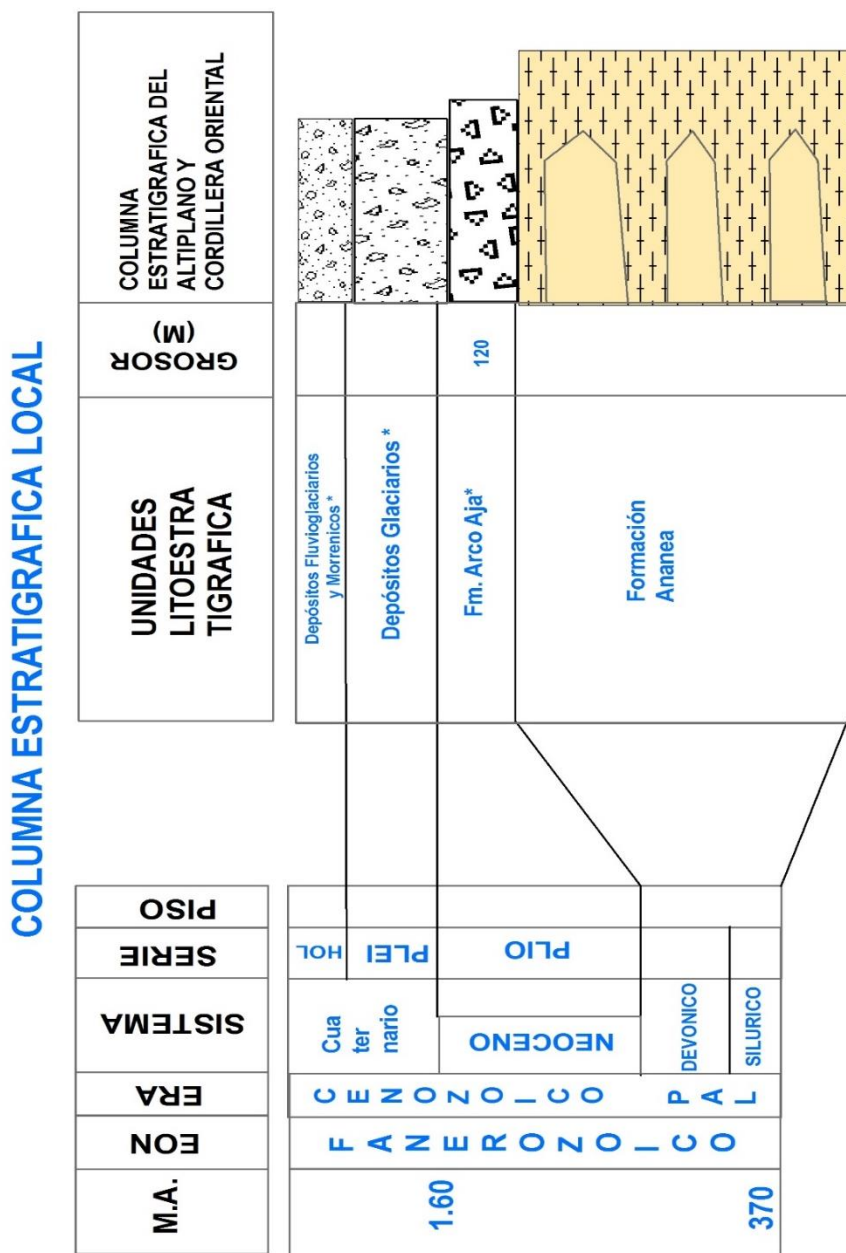 COLUMNA ESTRATIGRAFICA LOCAL
M.A.
EON
ERA
SISTEMA
SERIE
PISO
UNIDADES
LITOESTRA
TIGRAFICA
GROSOR
(M)
COLUMNA
ESTRATIGRAFICA DEL
ALTIPLANO Y
CORDILLERA ORIENTAL
1.60
370
FANEROZOICO
CENOZOICO
PAL
Cua
ter
nario
NEOCENO
DEVONICO
SILURICO
HOL
PLEI
PLIO
Depósitos Fluvioglaciarios
y Morrenicos *
Depósitos Glaciarios *
Fm. Arco Aja*
120
Formación
Ananea